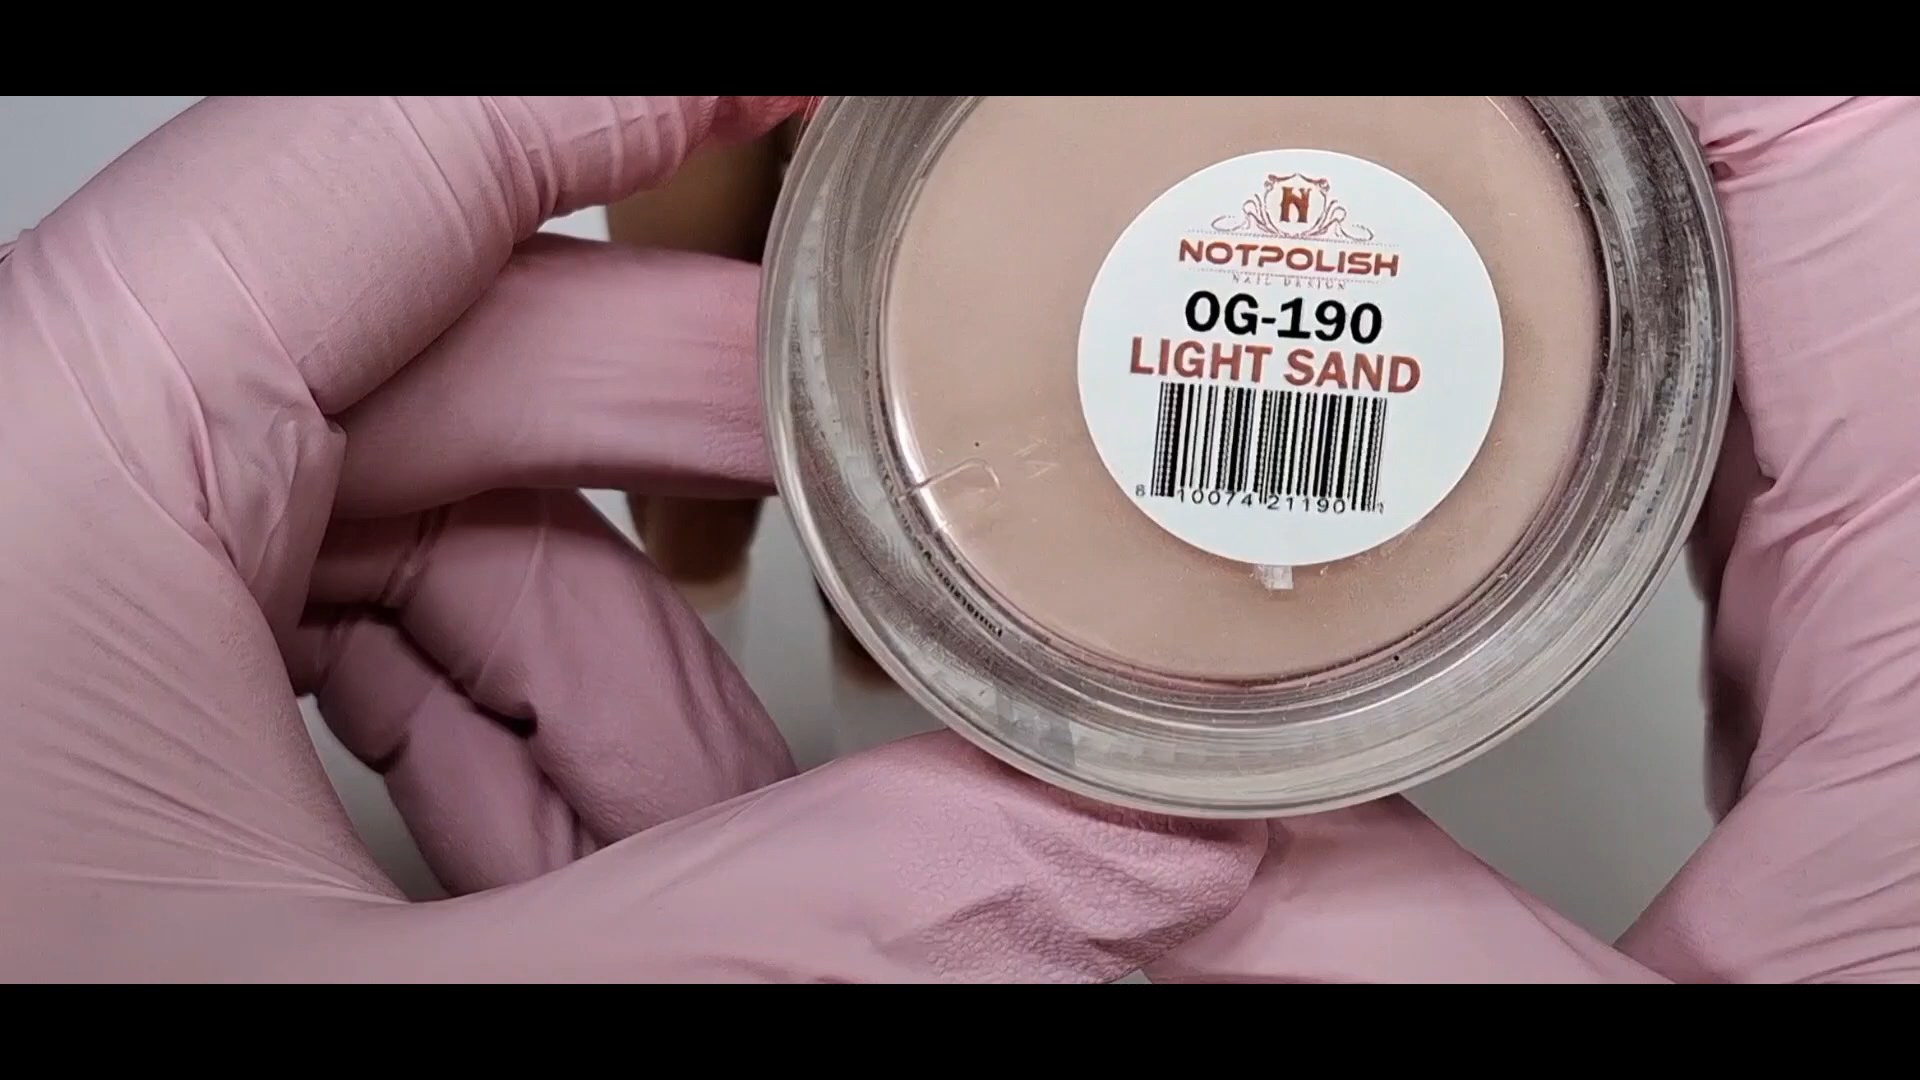 N
NOTPOLISH
NAIL DESIGN
OG-190
LIGHT SAND
8 10074 21190 1